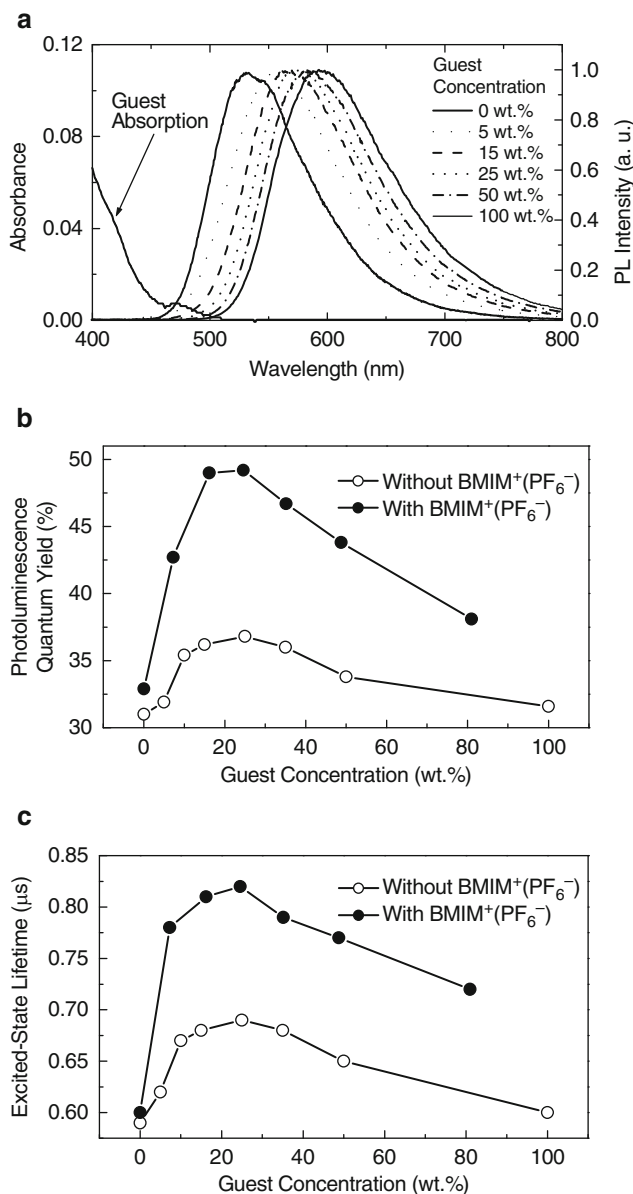 a
0.12
0.08
0.04
0.00
Absorbance
Guest
Absorption
Guest
Concentration
0 wt.%
5 wt.%
15 wt.%
25 wt.%
50 wt.%
100 wt.%
1.0
0.8
0.6
0.4
0.2
0.0
PL Intensity (a. u.)
400 500 600 700 800
Wavelength (nm)
b
50
45
40
35
30
Photoluminescence
Quantum Yield (%)
Without BMIM⁺(PF₆⁻)
With BMIM⁺(PF₆⁻)
0 20 40 60 80 100
Guest Concentration (wt.%)
c
0.85
0.80
0.75
0.70
0.65
0.60
Excited-State Lifetime (μs)
Without BMIM⁺(PF₆⁻)
With BMIM⁺(PF₆⁻)
0 20 40 60 80 100
Guest Concentration (wt.%)